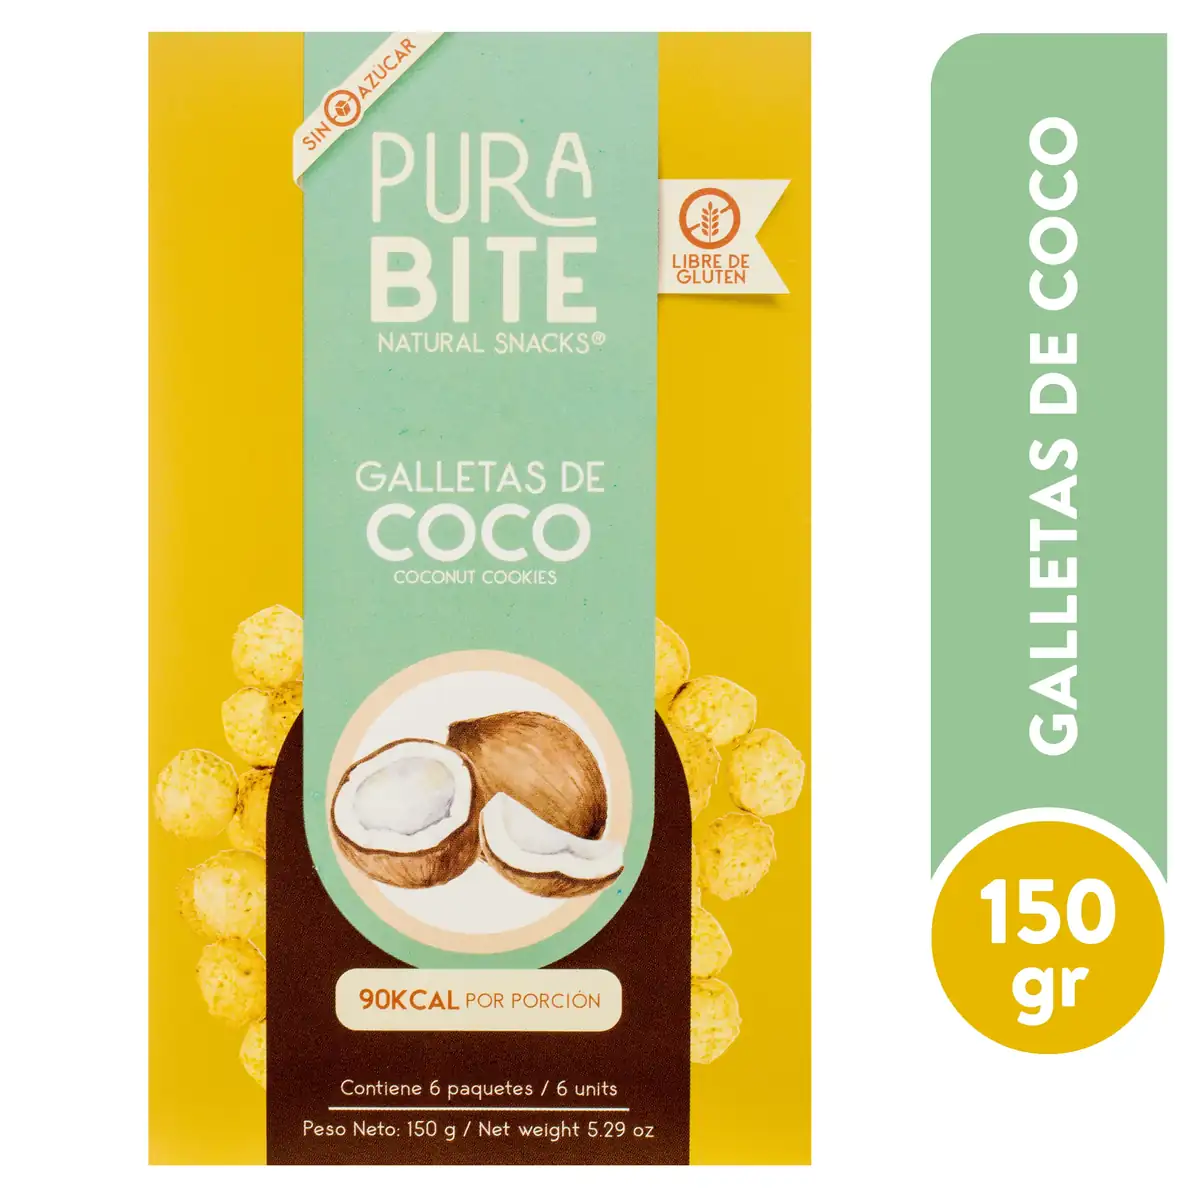 SIN AZÚCAR
PURA
BITE
NATURAL SNACKS®
LIBRE DE
GLUTEN
GALLETAS DE
COCO
COCONUT COOKIES
90KCAL POR PORCIÓN
Contiene 6 paquetes / 6 units
Peso Neto: 150 g / Net weight 5.29 oz
GALLETAS DE COCO
150
gr